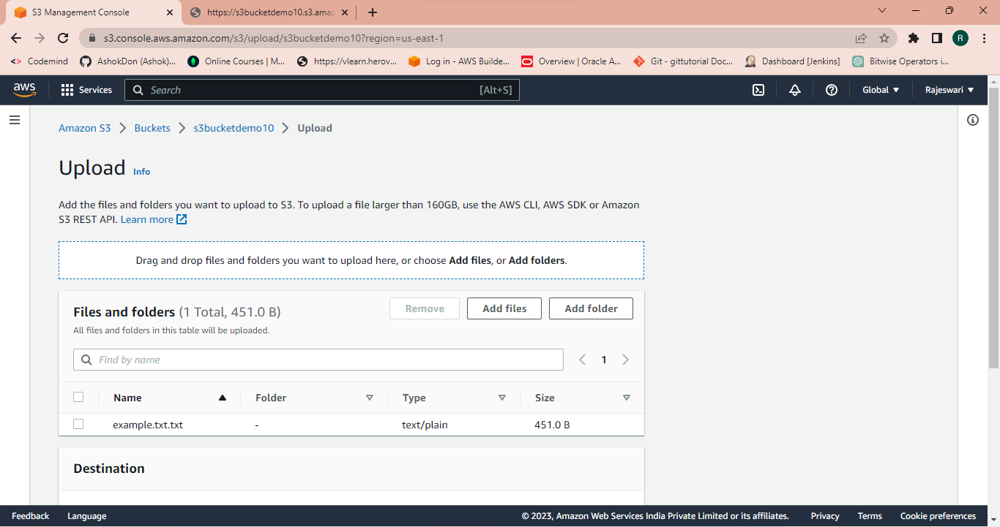 S3 Management Console
https://s3bucketdemo10.s3.amaz
s3.console.aws.amazon.com/s3/upload/s3bucketdemo10?region=us-east-1
R
<> Codemind
AshokDon (Ashok)...
Online Courses | M...
https://vlearn.herov...
Log in - AWS Builde...
Overview | Oracle A...
Git - gittutorial Doc...
Dashboard [Jenkins]
Bitwise Operators i...
aws
Services
Search
[Alt+S]
Global
Rajeswari
Amazon S3
Buckets
s3bucketdemo10
Upload
Upload Info
Add the files and folders you want to upload to S3. To upload a file larger than 160GB, use the AWS CLI, AWS SDK or Amazon
S3 REST API. Learn more
Drag and drop files and folders you want to upload here, or choose Add files, or Add folders.
Files and folders (1 Total, 451.0 B)
Remove
Add files
Add folder
All files and folders in this table will be uploaded.
Find by name
1
Name Folder Type Size
example.txt.txt - text/plain 451.0 B
Destination
Feedback
Language
© 2023, Amazon Web Services India Private Limited or its affiliates.
Privacy
Terms
Cookie preferences